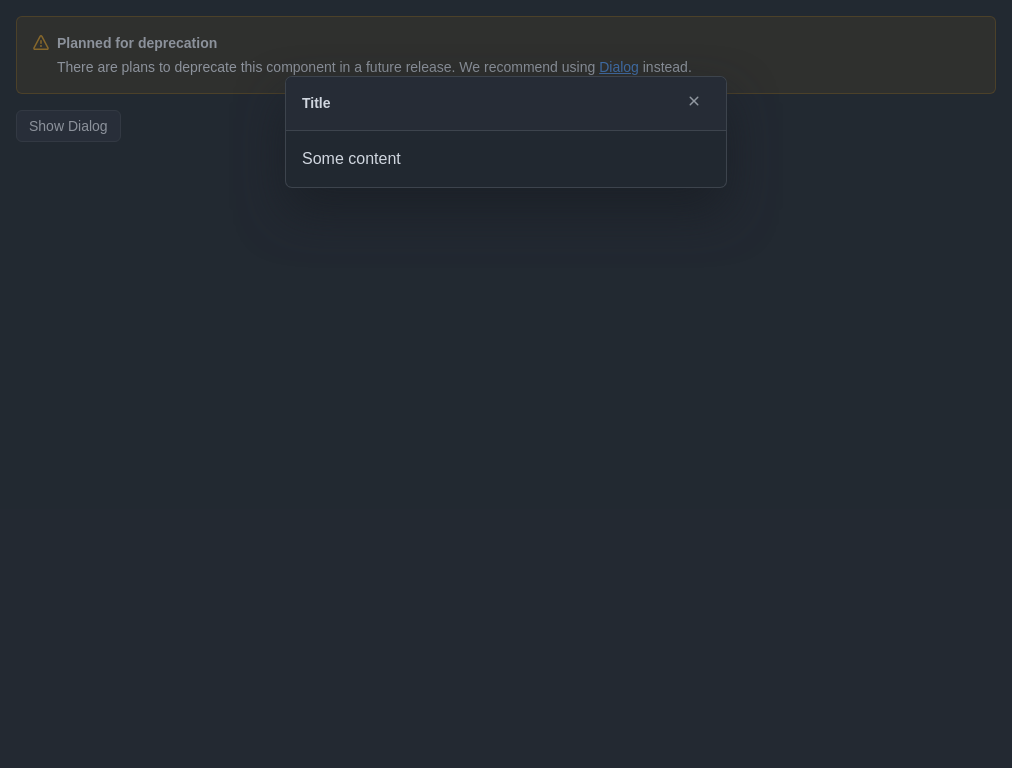 Planned for deprecation
There are plans to deprecate this component in a future release. We recommend using Dialog instead.
Title
Show Dialog
Some content